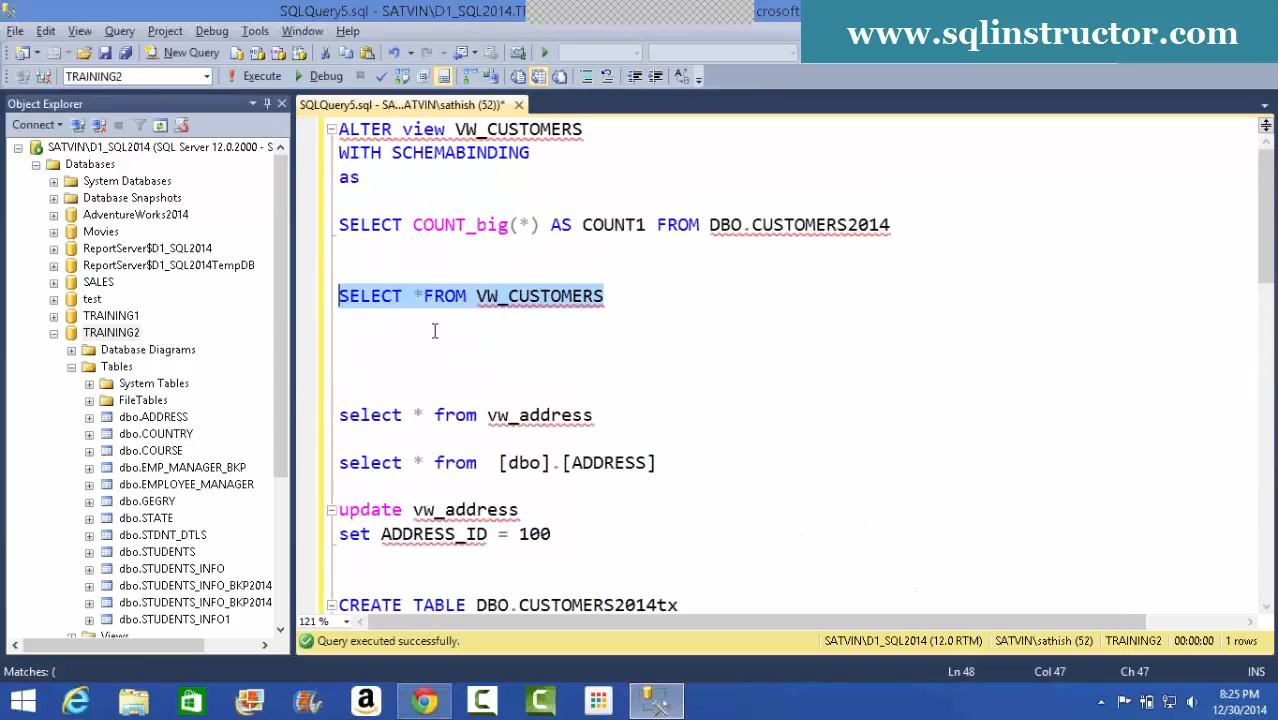 SQLQuery5.sql - SATVIN\D1_SQL2014.TR
crosoft
www.sqlinstructor.com
File Edit View Query Project Debug Tools Window Help
New Query
TRAINING2 Execute Debug
Object Explorer
SQLQuery5.sql - SA...ATVIN\sathish (52))*
Connect
SATVIN\D1_SQL2014 (SQL Server 12.0.2000 - S
Databases
System Databases
Database Snapshots
AdventureWorks2014
Movies
ReportServer$D1_SQL2014
ReportServer$D1_SQL2014TempDB
SALES
test
TRAINING1
TRAINING2
Database Diagrams
Tables
System Tables
FileTables
dbo.ADDRESS
dbo.COUNTRY
dbo.COURSE
dbo.EMP_MANAGER_BKP
dbo.EMPLOYEE_MANAGER
dbo.GEGRY
dbo.STATE
dbo.STDNT_DTLS
dbo.STUDENTS
dbo.STUDENTS_INFO
dbo.STUDENTS_INFO_BKP2014
dbo.STUDENTS_INFO_BKP2014
dbo.STUDENTS_INFO1
Views
ALTER view VW_CUSTOMERS
WITH SCHEMABINDING
as
SELECT COUNT_big(*) AS COUNT1 FROM DBO.CUSTOMERS2014
SELECT *FROM VW_CUSTOMERS
select * from vw_address
select * from [dbo].[ADDRESS]
update vw_address
set ADDRESS_ID = 100
CREATE TABLE DBO.CUSTOMERS2014tx
121 %
Query executed successfully.
SATVIN\D1_SQL2014 (12.0 RTM) SATVIN\sathish (52) TRAINING2 00:00:00 1 rows
Matches: (
Ln 48 Col 47 Ch 47 INS
8:25 PM
12/30/2014